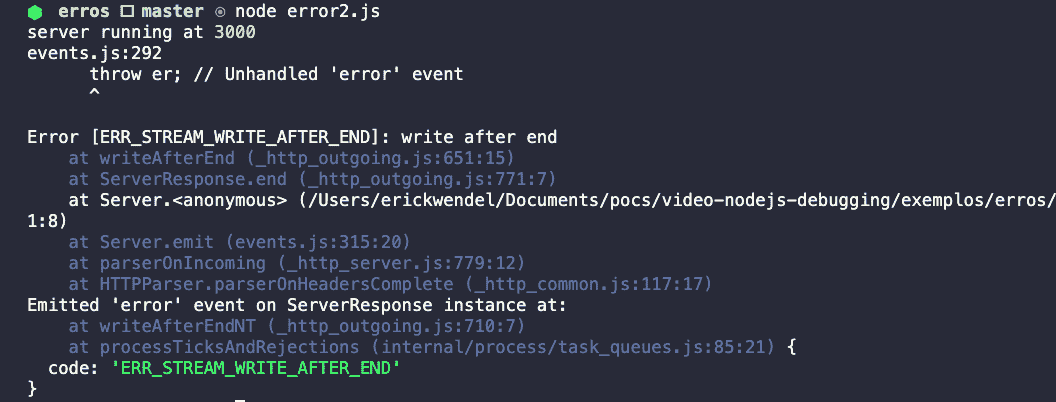 erros master node error2.js
server running at 3000
events.js:292
throw er; // Unhandled 'error' event
^
Error [ERR_STREAM_WRITE_AFTER_END]: write after end
at writeAfterEnd (_http_outgoing.js:651:15)
at ServerResponse.end (_http_outgoing.js:771:7)
at Server.<anonymous> (/Users/erickwendel/Documents/pocs/video-nodejs-debugging/exemplos/erros/
1:8)
at Server.emit (events.js:315:20)
at parserOnIncoming (_http_server.js:779:12)
at HTTPParser.parserOnHeadersComplete (_http_common.js:117:17)
Emitted 'error' event on ServerResponse instance at:
at writeAfterEndNT (_http_outgoing.js:710:7)
at processTicksAndRejections (internal/process/task_queues.js:85:21) {
code: 'ERR_STREAM_WRITE_AFTER_END'
}